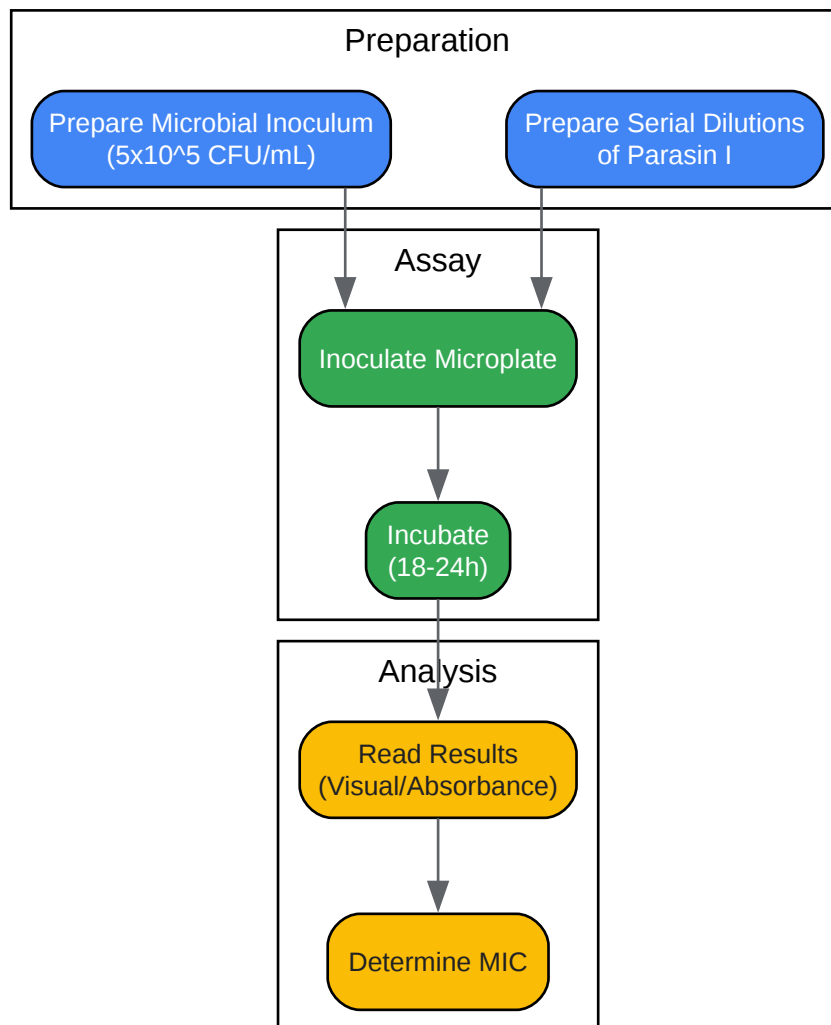 Preparation
Prepare Microbial Inoculum
(5x10^5 CFU/mL)
Prepare Serial Dilutions
of Parasin I
Assay
Inoculate Microplate
Incubate
(18-24h)
Analysis
Read Results
(Visual/Absorbance)
Determine MIC